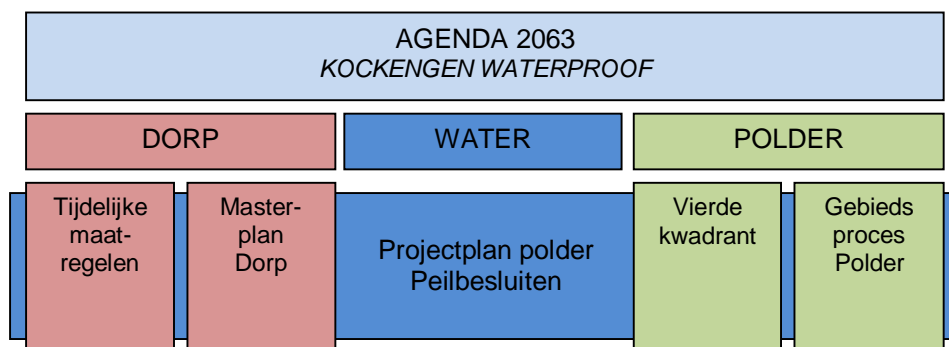 AGENDA 2063
KOCKENGEN WATERPROOF
DORP
WATER
POLDER
Tijdelijke
maat-
regelen
Master-
plan
Dorp
Projectplan polder
Peilbesluiten
Vierde
kwadrant
Gebieds
proces
Polder